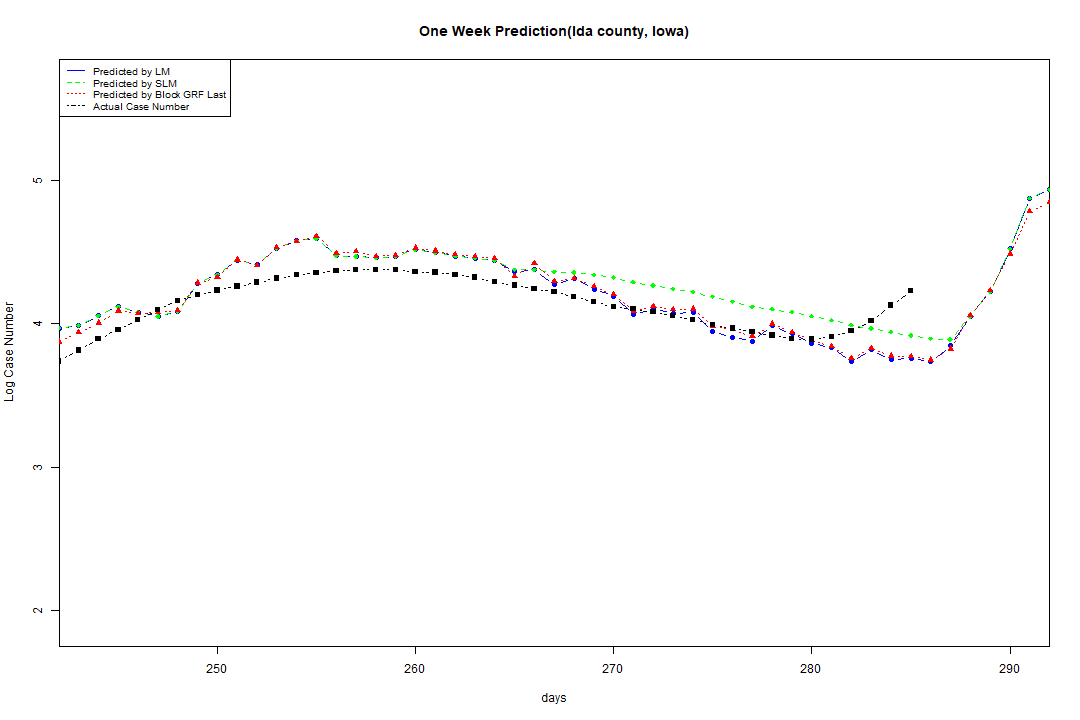 One Week Prediction(Ida county, Iowa)
Predicted by LM
Predicted by SLM
Predicted by Block GRF Last
Actual Case Number
5
4
3
2
Log Case Number
250 260 270 280 290
days